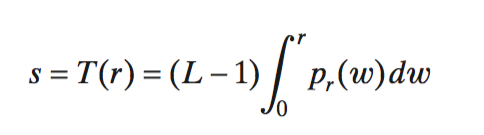 s = T(r) = (L − 1) ∫₀ʳ pᵣ(w) dw